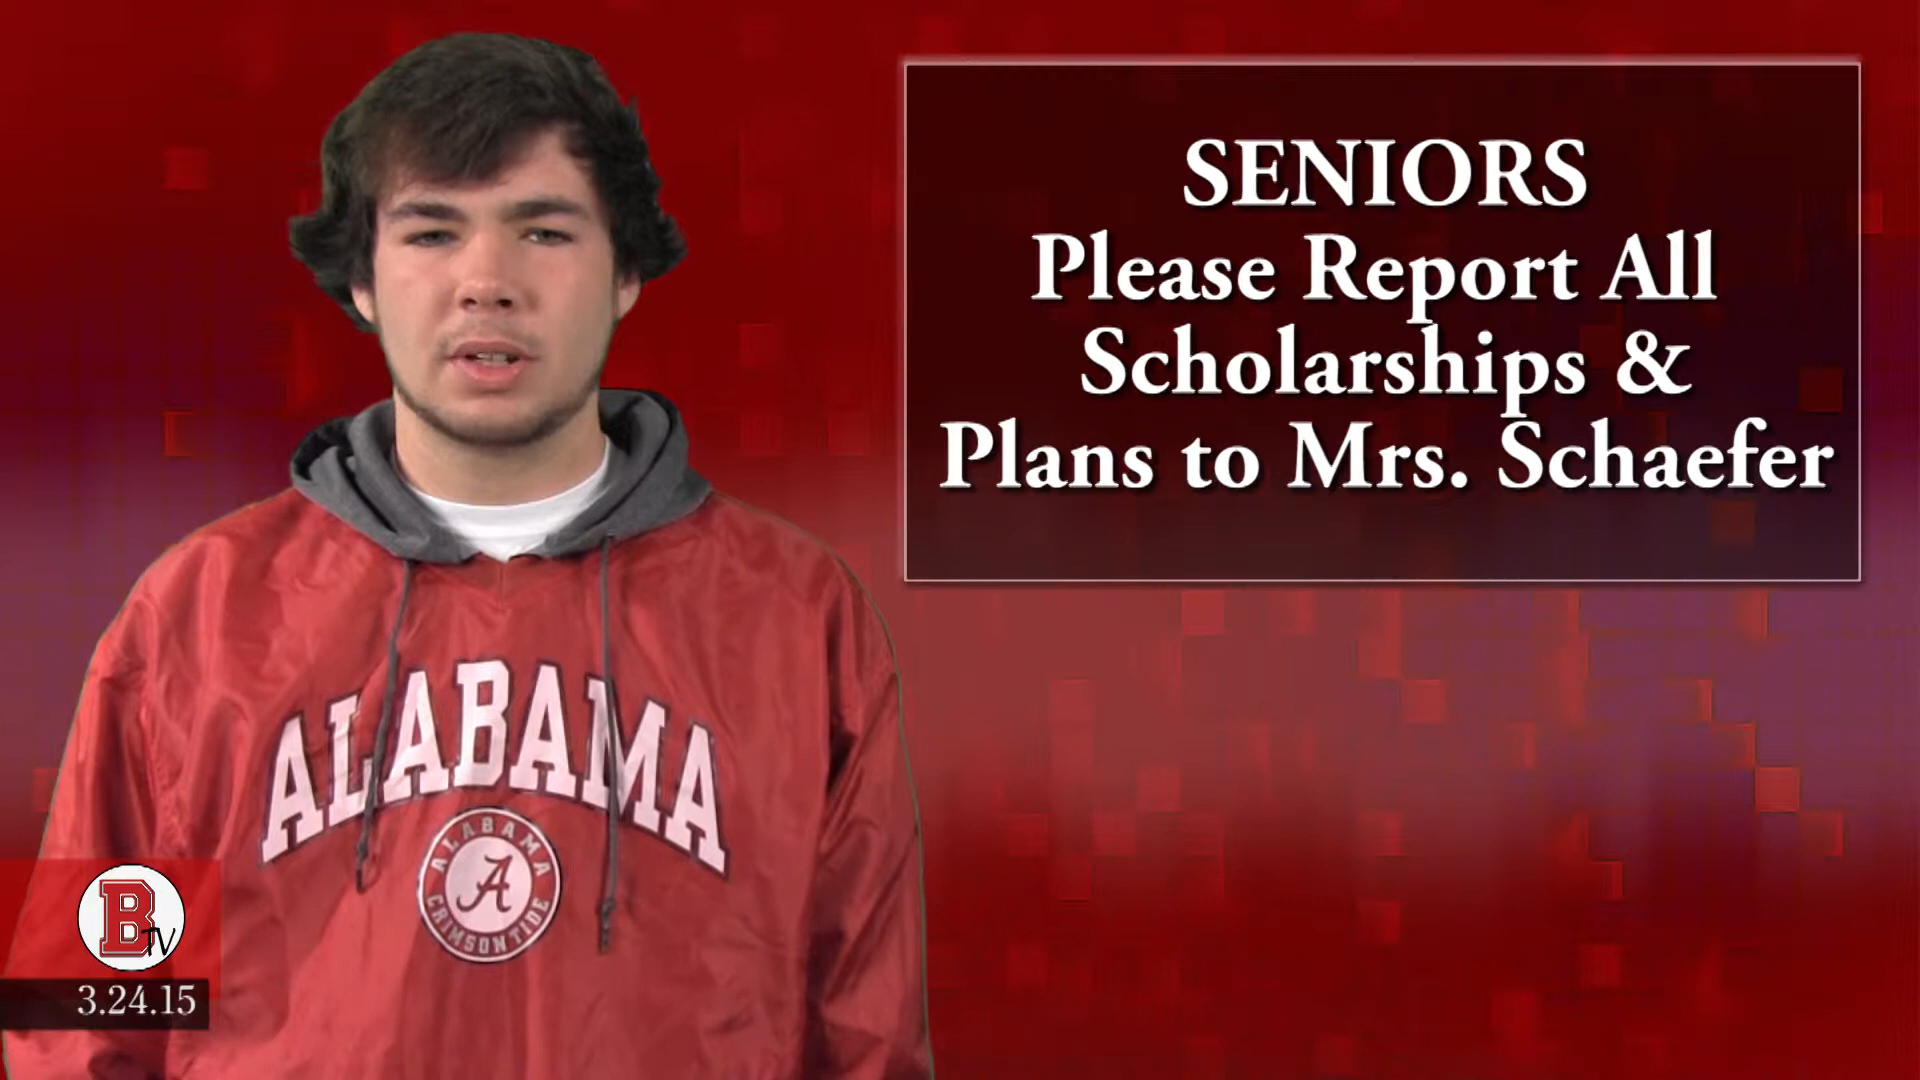 SENIORS
Please Report All
Scholarships &
Plans to Mrs. Schaefer
ALABAMA
ALABAMA
A
CRIMSON TIDE
B
TV
3.24.15